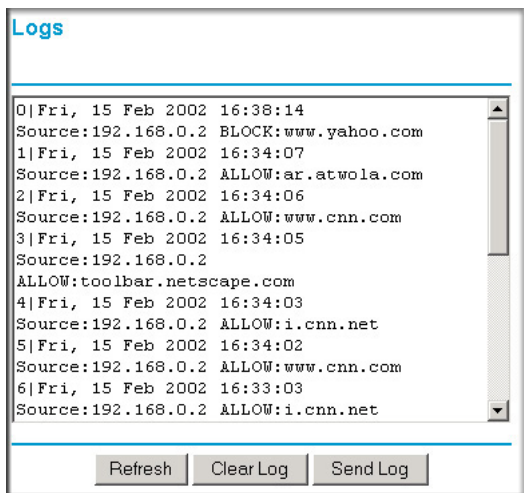 Logs
0|Fri, 15 Feb 2002 16:38:14
Source:192.168.0.2 BLOCK:www.yahoo.com
1|Fri, 15 Feb 2002 16:34:07
Source:192.168.0.2 ALLOW:ar.atwola.com
2|Fri, 15 Feb 2002 16:34:06
Source:192.168.0.2 ALLOW:www.cnn.com
3|Fri, 15 Feb 2002 16:34:05
Source:192.168.0.2
ALLOW:toolbar.netscape.com
4|Fri, 15 Feb 2002 16:34:03
Source:192.168.0.2 ALLOW:i.cnn.net
5|Fri, 15 Feb 2002 16:34:02
Source:192.168.0.2 ALLOW:www.cnn.com
6|Fri, 15 Feb 2002 16:33:03
Source:192.168.0.2 ALLOW:i.cnn.net
Refresh Clear Log Send Log